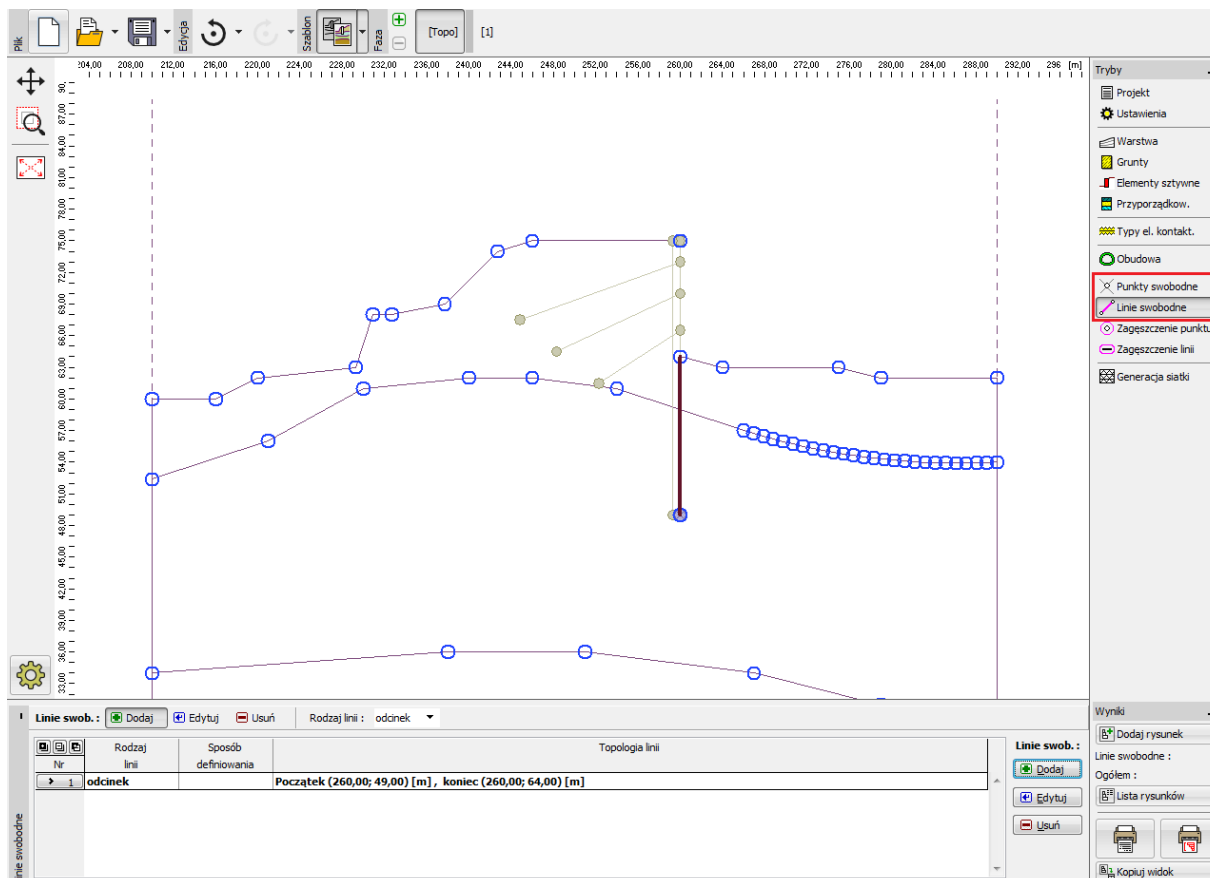 Plik
Edycja
Szablon
Faza
[Topo]
[1]
204,00 208,00 212,00 216,00 220,00 224,00 228,00 232,00 236,00 240,00 244,00 248,00 252,00 256,00 260,00 264,00 268,00 272,00 276,00 280,00 284,00 288,00 292,00 296 [m]
90,
87,00
84,00
81,00
78,00
75,00
72,00
69,00
66,00
63,00
60,00
57,00
54,00
51,00
48,00
45,00
42,00
39,00
36,00
33,00
Tryby
Projekt
Ustawienia
Warstwa
Grunty
Elementy sztywne
Przyporządkow.
Typy el. kontakt.
Obudowa
Punkty swobodne
Linie swobodne
Zagęszczenie punktu
Zagęszczenie linii
Generacja siatki
Linie swob. : Dodaj Edytuj Usuń Rodzaj linii : odcinek
Nr
Rodzaj linii
Sposób definiowania
Topologia linii
1 odcinek Początek (260,00; 49,00) [m] , koniec (260,00; 64,00) [m]
Linie swob. :
Dodaj
Edytuj
Usuń
inie swobodne
Wyniki
Dodaj rysunek
Linie swobodne :
Ogółem :
Lista rysunków
Kopiuj widok